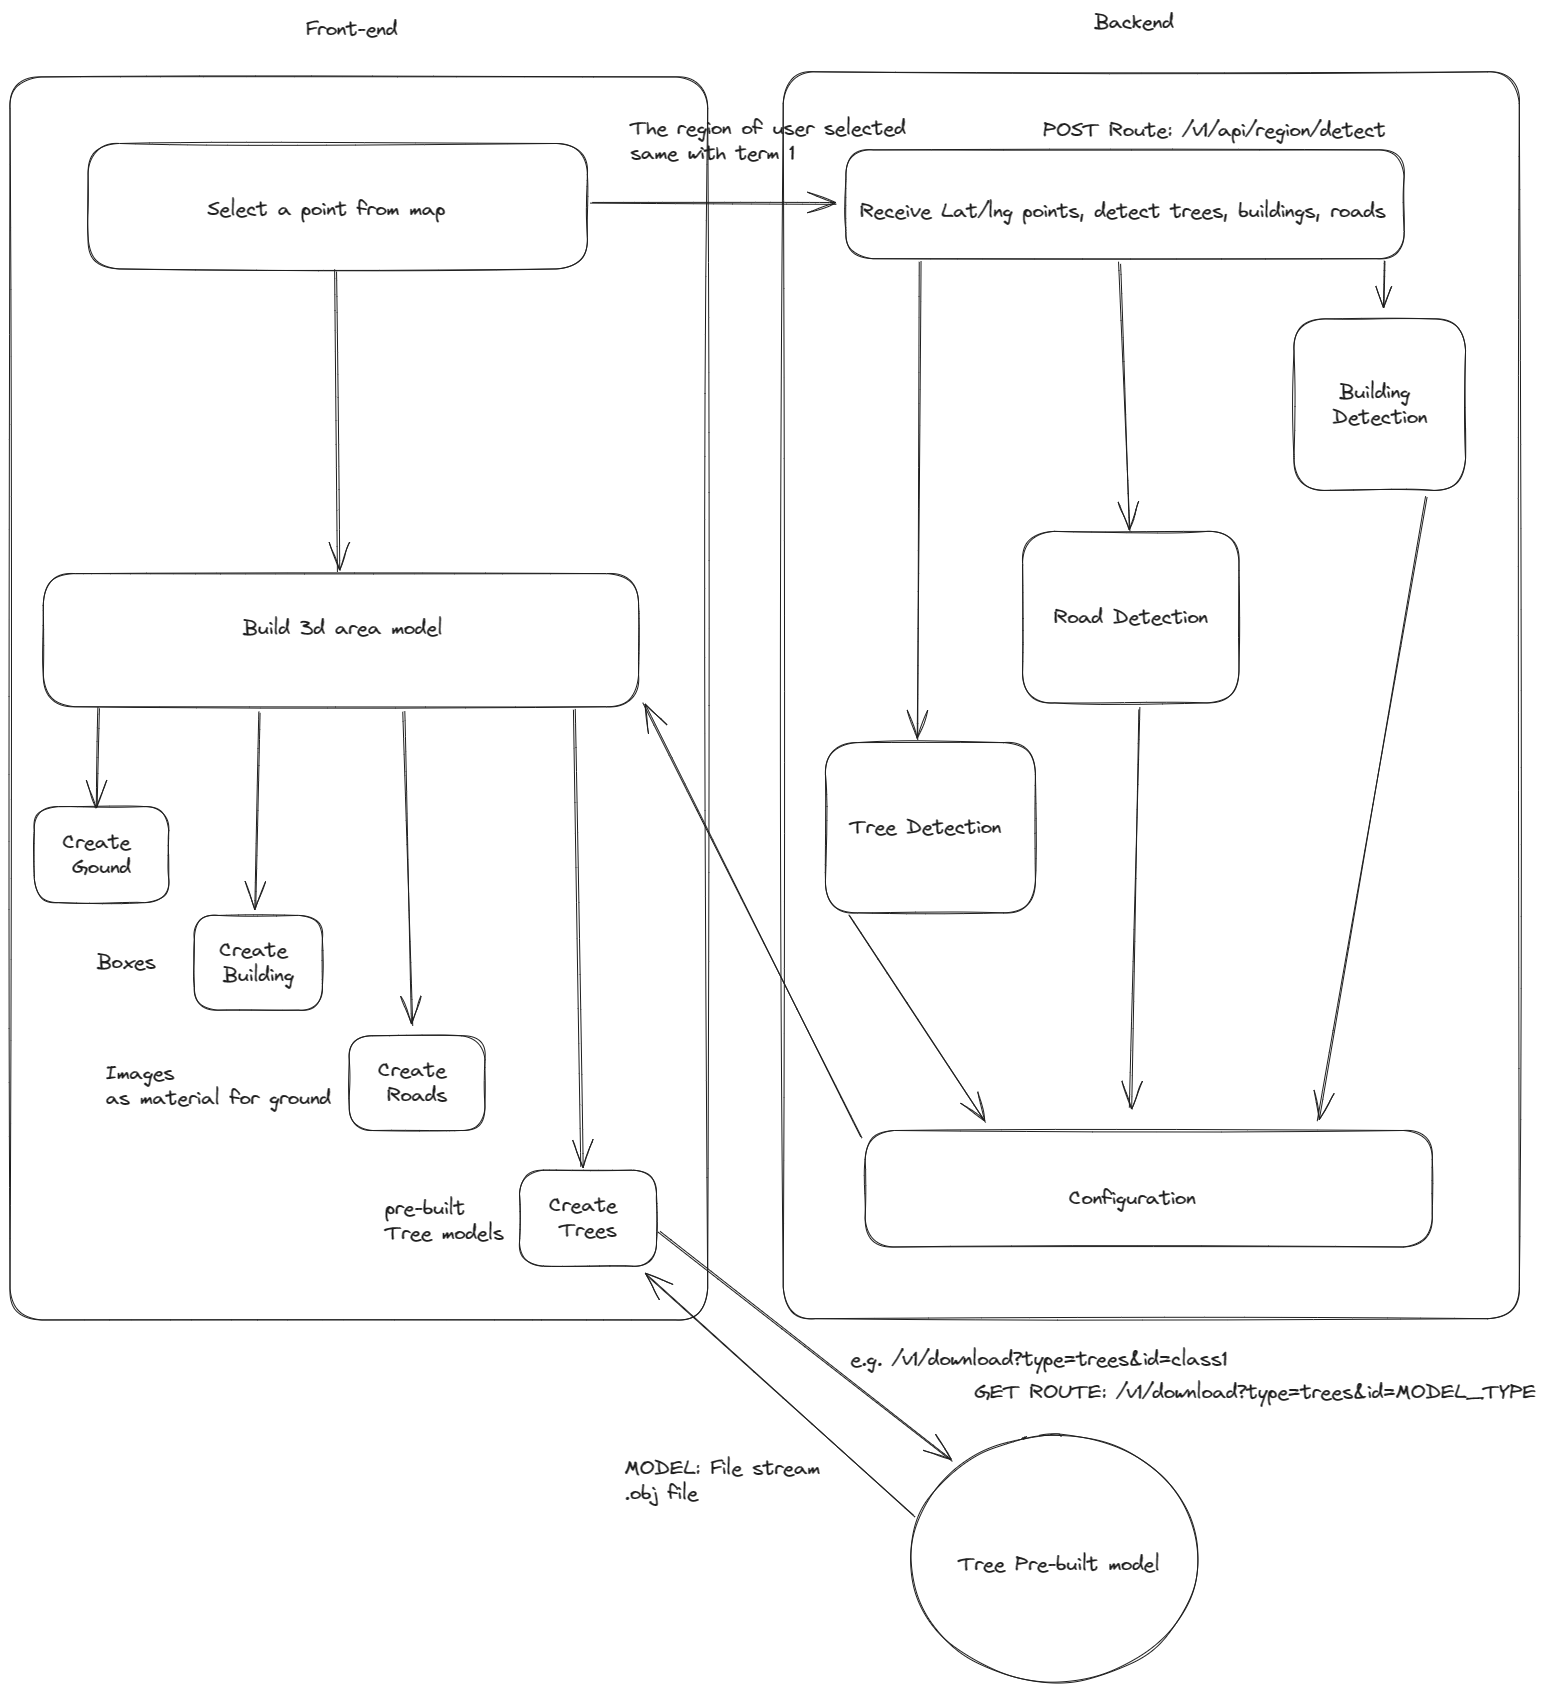 Front-end
Backend
The region of user selected
same with term 1
POST Route: /v1/api/region/detect
Select a point from map
Receive Lat/lng points, detect trees, buildings, roads
Building
Detection
Build 3d area model
Road Detection
Create
Gound
Tree Detection
Boxes
Create
Building
Images
as material for ground
Create
Roads
pre-built
Tree models
Create
Trees
Configuration
e.g. /v1/download?type=trees&id=class1
GET ROUTE: /v1/download?type=trees&id=MODEL_TYPE
MODEL: File stream
.obj file
Tree Pre-built model